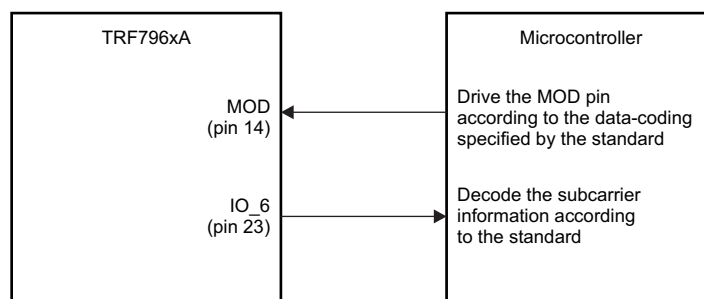 TRF796xA
Microcontroller
MOD
(pin 14)
Drive the MOD pin
according to the data-coding
specified by the standard
IO_6
(pin 23)
Decode the subcarrier
information according
to the standard